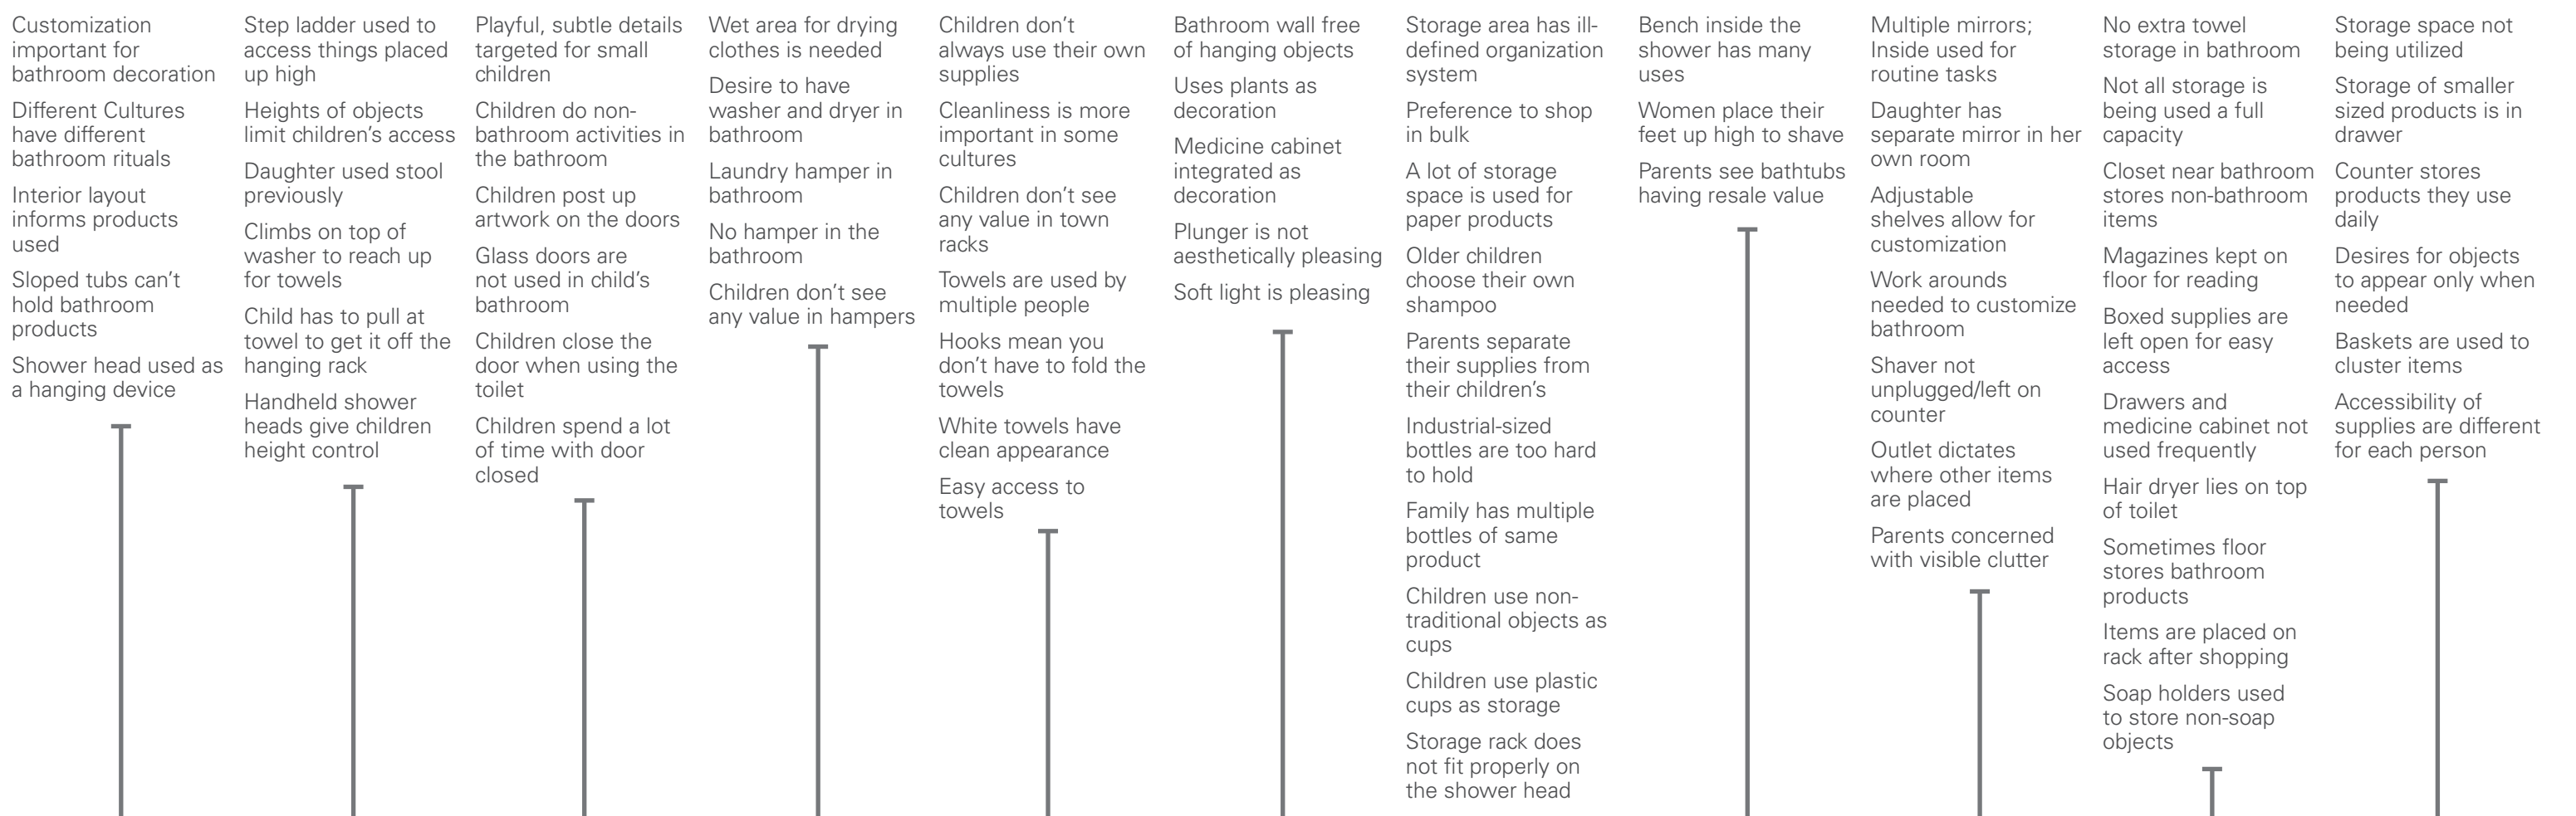 Customization
important for
bathroom decoration
Different Cultures
have different
bathroom rituals
Interior layout
informs products
used
Sloped tubs can't
hold bathroom
products
Shower head used as
a hanging device
Step ladder used to
access things placed
up high
Heights of objects
limit children's access
Daughter used stool
previously
Climbs on top of
washer to reach up
for towels
Child has to pull at
towel to get it off the
hanging rack
Handheld shower
heads give children
height control
Playful, subtle details
targeted for small
children
Children do non-
bathroom activities in
the bathroom
Children post up
artwork on the doors
Glass doors are
not used in child's
bathroom
Children close the
door when using the
toilet
Children spend a lot
of time with door
closed
Wet area for drying
clothes is needed
Desire to have
washer and dryer in
bathroom
Laundry hamper in
bathroom
No hamper in the
bathroom
Children don't see
any value in hampers
Children don't
always use their own
supplies
Cleanliness is more
important in some
cultures
Children don't see
any value in town
racks
Towels are used by
multiple people
Hooks mean you
don't have to fold the
towels
White towels have
clean appearance
Easy access to
towels
Bathroom wall free
of hanging objects
Uses plants as
decoration
Medicine cabinet
integrated as
decoration
Plunger is not
aesthetically pleasing
Soft light is pleasing
Storage area has ill-
defined organization
system
Preference to shop
in bulk
A lot of storage
space is used for
paper products
Older children
choose their own
shampoo
Parents separate
their supplies from
their children's
Industrial-sized
bottles are too hard
to hold
Family has multiple
bottles of same
product
Children use non-
traditional objects as
cups
Children use plastic
cups as storage
Storage rack does
not fit properly on
the shower head
Bench inside the
shower has many
uses
Women place their
feet up high to shave
Parents see bathtubs
having resale value
Multiple mirrors;
Inside used for
routine tasks
Daughter has
separate mirror in her
own room
Adjustable
shelves allow for
customization
Work arounds
needed to customize
bathroom
Shaver not
unplugged/left on
counter
Outlet dictates
where other items
are placed
Parents concerned
with visible clutter
No extra towel
storage in bathroom
Not all storage is
being used a full
capacity
Closet near bathroom
stores non-bathroom
items
Magazines kept on
floor for reading
Boxed supplies are
left open for easy
access
Drawers and
medicine cabinet not
used frequently
Hair dryer lies on top
of toilet
Sometimes floor
stores bathroom
products
Items are placed on
rack after shopping
Soap holders used
to store non-soap
objects
Storage space not
being utilized
Storage of smaller
sized products is in
drawer
Counter stores
products they use
daily
Desires for objects
to appear only when
needed
Baskets are used to
cluster items
Accessibility of
supplies are different
for each person